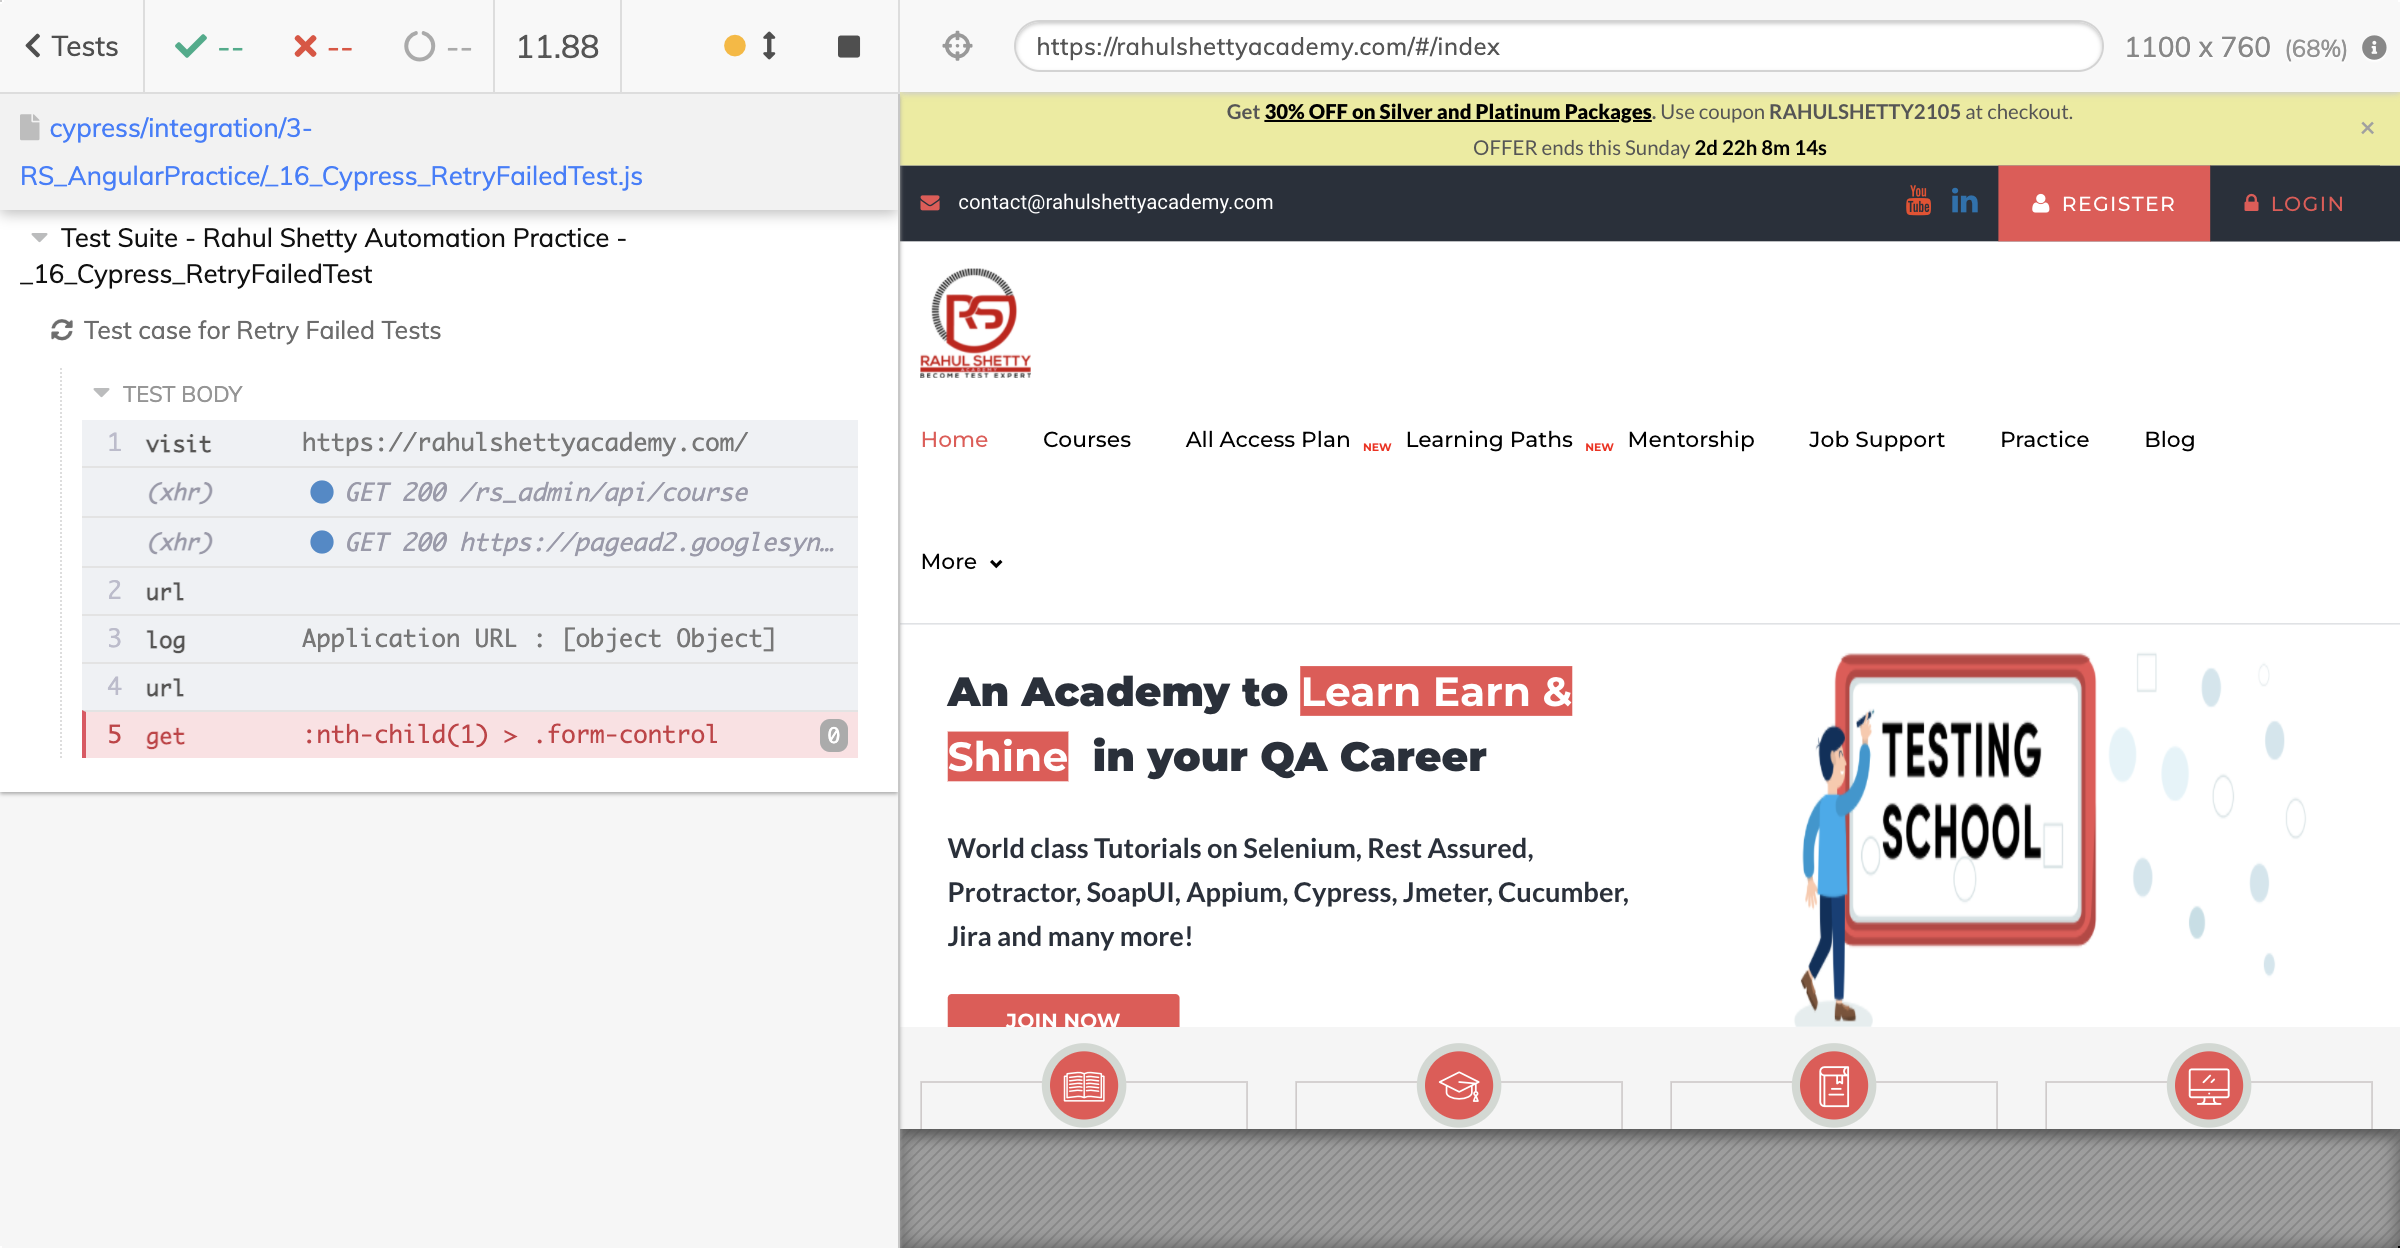 Tests
--
--
--
11.88
https://rahulshettyacademy.com/#/index
1100 x 760 (68%)
cypress/integration/3-
RS_AngularPractice/_16_Cypress_RetryFailedTest.js
Test Suite - Rahul Shetty Automation Practice -
_16_Cypress_RetryFailedTest
Test case for Retry Failed Tests
TEST BODY
1 visit https://rahulshettyacademy.com/
(xhr) GET 200 /rs_admin/api/course
(xhr) GET 200 https://pagead2.googlesyn…
2 url
3 log Application URL : [object Object]
4 url
5 get :nth-child(1) > .form-control 0
Get 30% OFF on Silver and Platinum Packages. Use coupon RAHULSHETTY2105 at checkout.
OFFER ends this Sunday 2d 22h 8m 14s
×
contact@rahulshettyacademy.com
You Tube
in
REGISTER
LOGIN
RS
RAHUL SHETTY
ACADEMY
BECOME TEST EXPERT
Home Courses All Access Plan NEW Learning Paths NEW Mentorship Job Support Practice Blog
More
An Academy to Learn Earn &
Shine in your QA Career
World class Tutorials on Selenium, Rest Assured,
Protractor, SoapUI, Appium, Cypress, Jmeter, Cucumber,
Jira and many more!
JOIN NOW
TESTING
SCHOOL